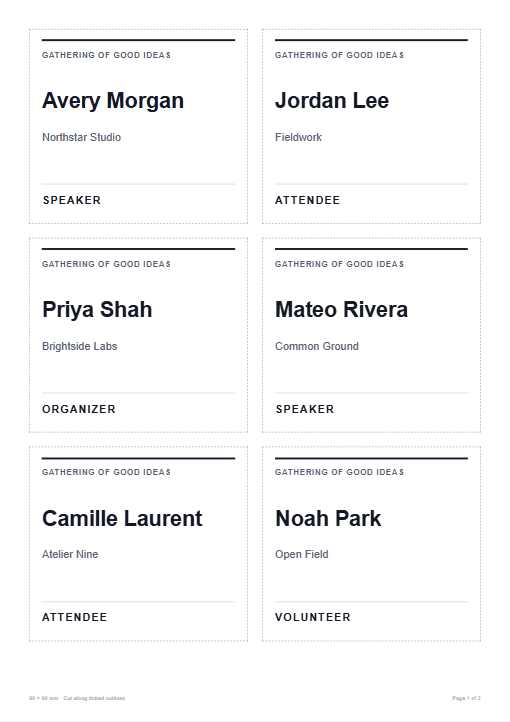 GATHERING OF GOOD IDEAS
Avery Morgan
Northstar Studio
SPEAKER
GATHERING OF GOOD IDEAS
Jordan Lee
Fieldwork
ATTENDEE
GATHERING OF GOOD IDEAS
Priya Shah
Brightside Labs
ORGANIZER
GATHERING OF GOOD IDEAS
Mateo Rivera
Common Ground
SPEAKER
GATHERING OF GOOD IDEAS
Camille Laurent
Atelier Nine
ATTENDEE
GATHERING OF GOOD IDEAS
Noah Park
Open Field
VOLUNTEER
mm · Cut along dotted outlines
Page 1 of 2